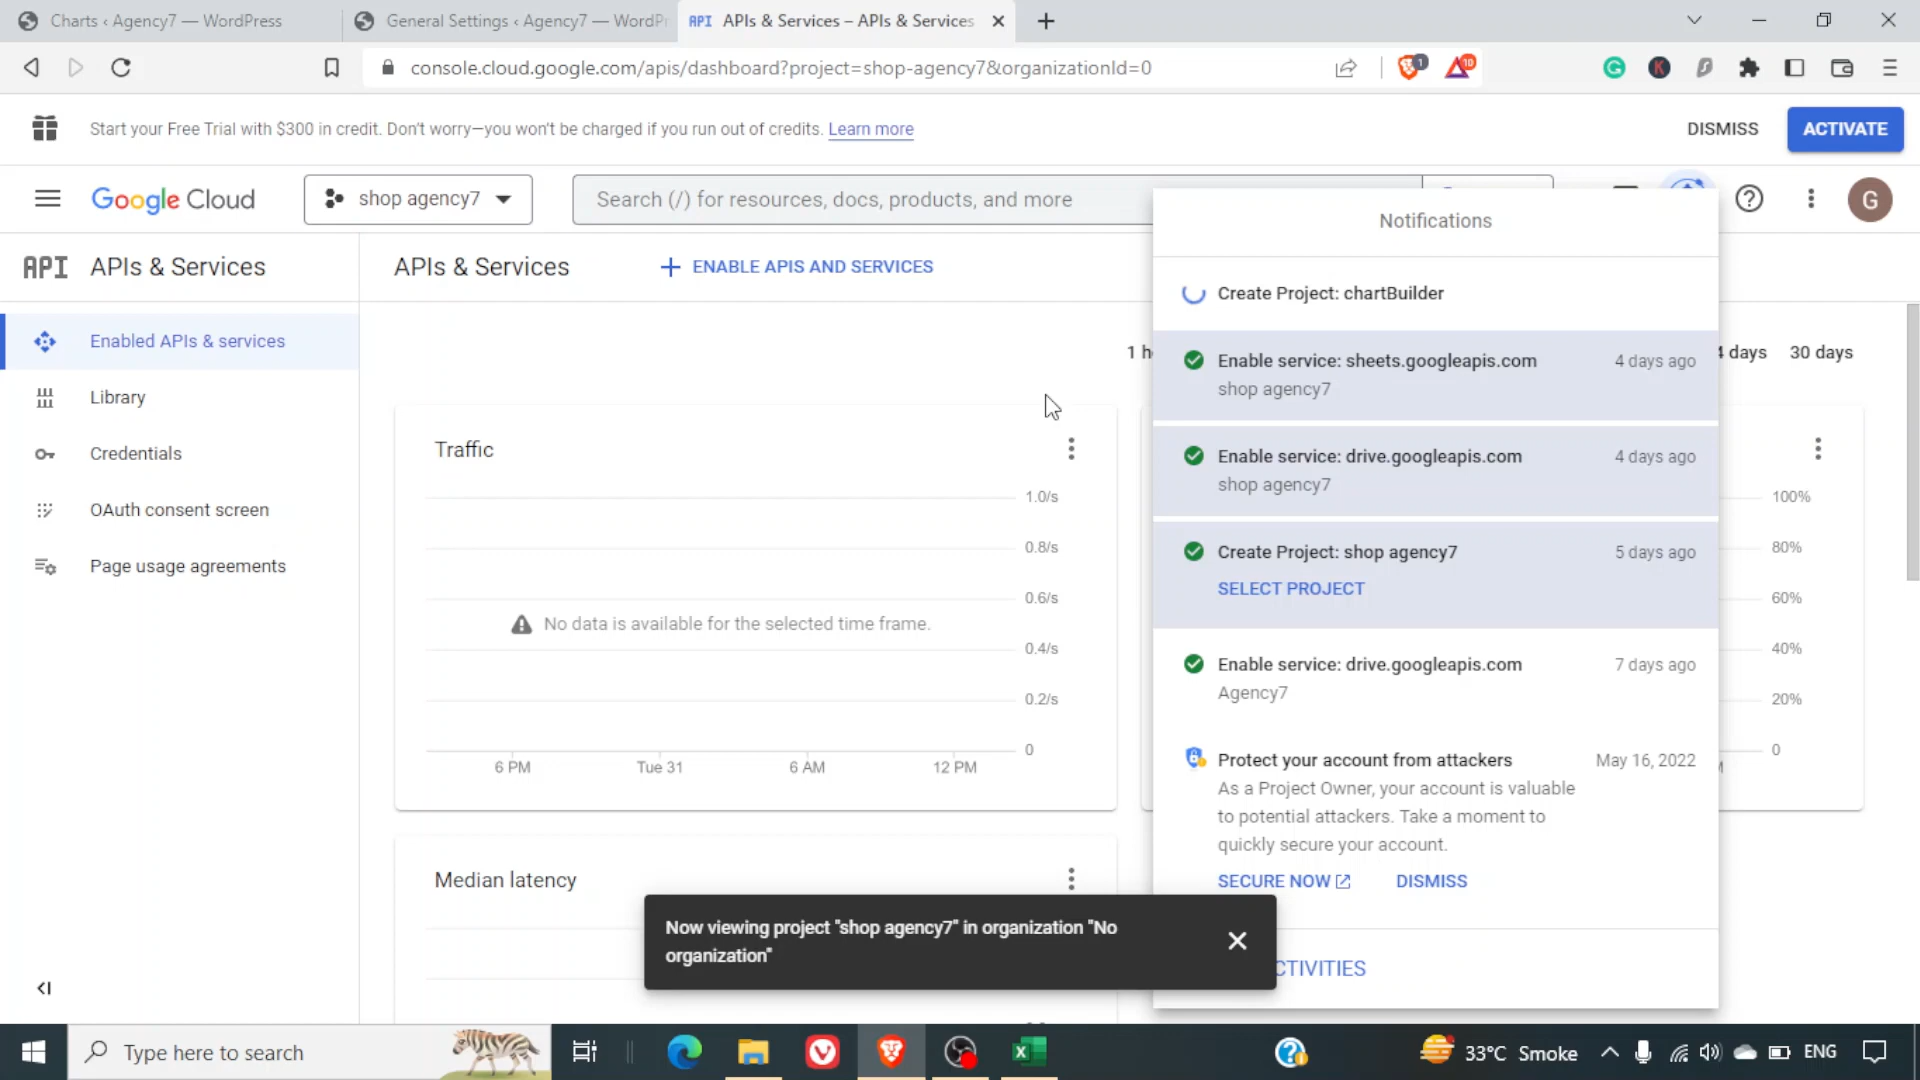 Charts ‹ Agency7 — WordPress
General Settings ‹ Agency7 — WordPr
API APIs & Services – APIs & Services
console.cloud.google.com/apis/dashboard?project=shop-agency7&organizationId=0
1
10
G
K
Start your Free Trial with $300 in credit. Don't worry—you won't be charged if you run out of credits. Learn more
DISMISS
ACTIVATE
Google Cloud
shop agency7
Search (/) for resources, docs, products, and more
G
Notifications
API APIs & Services
APIs & Services
ENABLE APIS AND SERVICES
Create Project: chartBuilder
Enabled APIs & services
Library
Credentials
OAuth consent screen
Page usage agreements
1 h
4 days
30 days
Enable service: sheets.googleapis.com
4 days ago
shop agency7
Enable service: drive.googleapis.com
4 days ago
shop agency7
Create Project: shop agency7
5 days ago
SELECT PROJECT
Enable service: drive.googleapis.com
7 days ago
Agency7
Protect your account from attackers
May 16, 2022
As a Project Owner, your account is valuable
to potential attackers. Take a moment to
quickly secure your account.
SECURE NOW
DISMISS
CTIVITIES
Traffic
1.0/s
0.8/s
0.6/s
No data is available for the selected time frame.
0.4/s
0.2/s
0
6 PM
Tue 31
6 AM
12 PM
100%
80%
60%
40%
20%
0
Median latency
Now viewing project "shop agency7" in organization "No
organization"
Type here to search
33°C Smoke
ENG